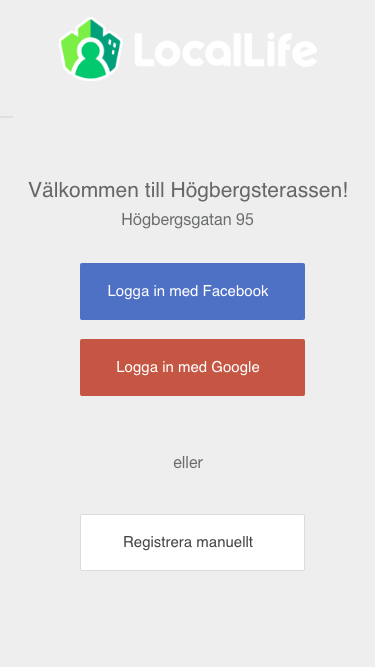 LocalLife
Välkommen till Högbergsterassen!
Högbergsgatan 95
Logga in med Facebook
Logga in med Google
eller
Registrera manuellt